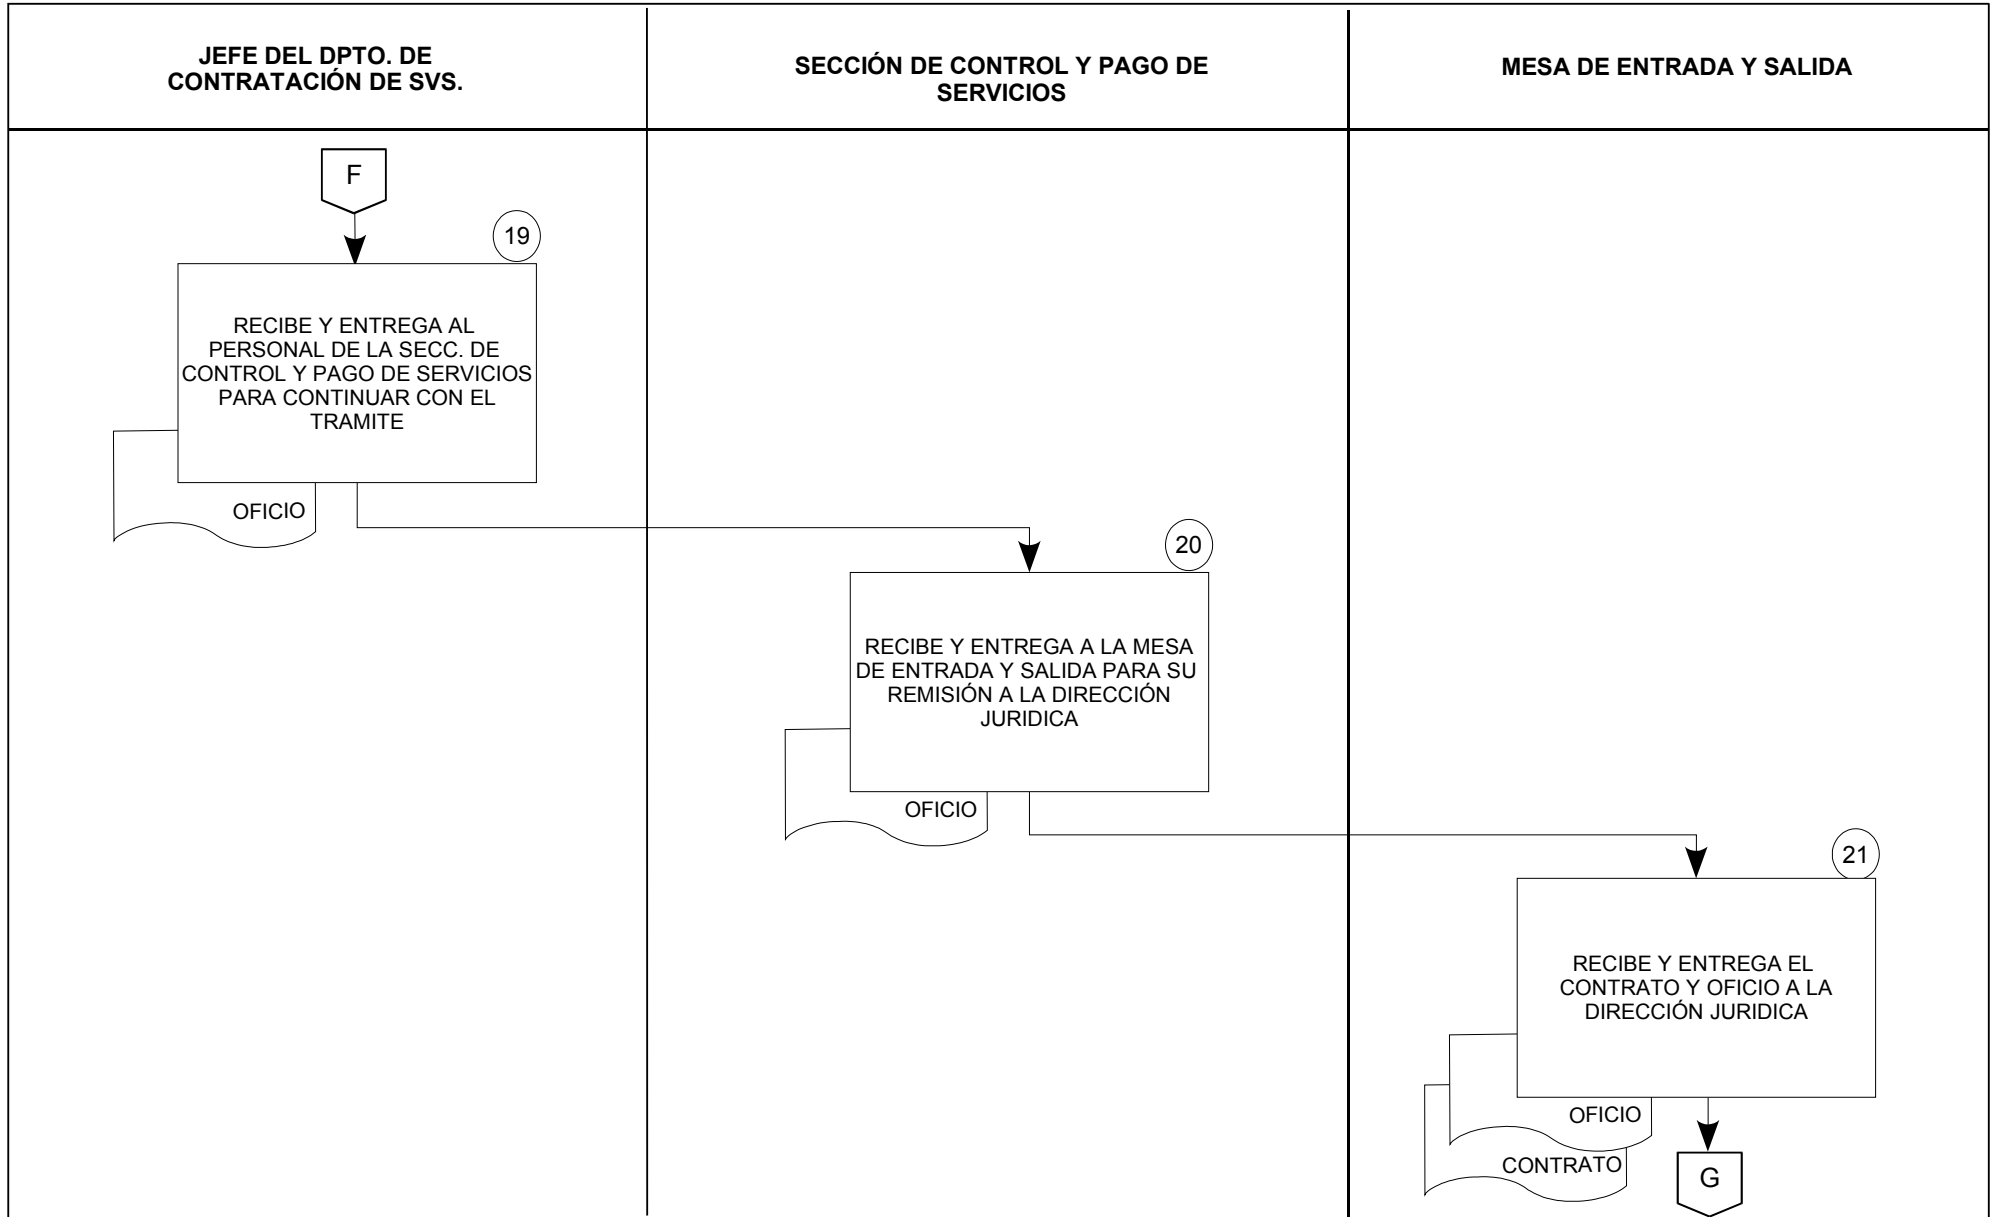 JEFE DEL DPTO. DE
CONTRATACIÓN DE SVS.
SECCIÓN DE CONTROL Y PAGO DE
SERVICIOS
MESA DE ENTRADA Y SALIDA
F
19
RECIBE Y ENTREGA AL
PERSONAL DE LA SECC. DE
CONTROL Y PAGO DE SERVICIOS
PARA CONTINUAR CON EL
TRAMITE
OFICIO
20
RECIBE Y ENTREGA A LA MESA
DE ENTRADA Y SALIDA PARA SU
REMISIÓN A LA DIRECCIÓN
JURIDICA
OFICIO
21
RECIBE Y ENTREGA EL
CONTRATO Y OFICIO A LA
DIRECCIÓN JURIDICA
OFICIO
CONTRATO
G